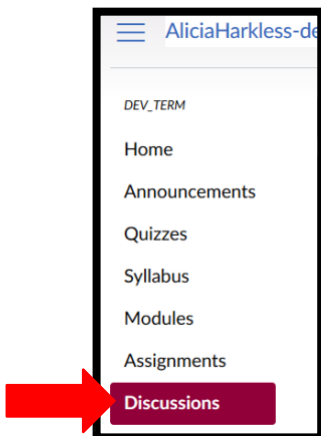 AliciaHarkless-de
DEV_TERM
Home
Announcements
Quizzes
Syllabus
Modules
Assignments
Discussions